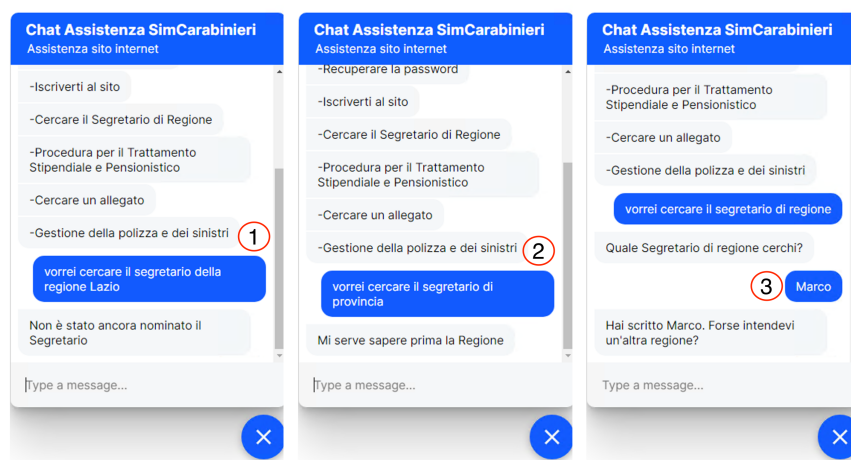 Chat Assistenza SimCarabinieri
Assistenza sito internet
-Iscriverti al sito
-Cercare il Segretario di Regione
-Procedura per il Trattamento
Stipendiale e Pensionistico
-Cercare un allegato
-Gestione della polizza e dei sinistri
1
vorrei cercare il segretario della
regione Lazio
Non è stato ancora nominato il
Segretario
Type a message...
Chat Assistenza SimCarabinieri
Assistenza sito internet
-Recuperare la password
-Iscriverti al sito
-Cercare il Segretario di Regione
-Procedura per il Trattamento
Stipendiale e Pensionistico
-Cercare un allegato
-Gestione della polizza e dei sinistri
2
vorrei cercare il segretario di
provincia
Mi serve sapere prima la Regione
Type a message...
Chat Assistenza SimCarabinieri
Assistenza sito internet
-Procedura per il Trattamento
Stipendiale e Pensionistico
-Cercare un allegato
-Gestione della polizza e dei sinistri
vorrei cercare il segretario di regione
Quale Segretario di regione cerchi?
3
Marco
Hai scritto Marco. Forse intendevi
un'altra regione?
Type a message...